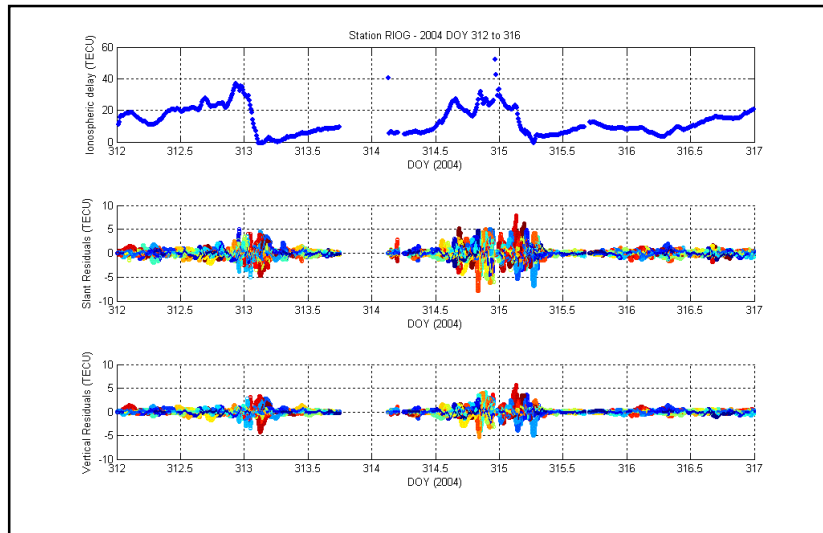 Station RIOG - 2004 DOY 312 to 316
Ionospheric delay (TECU)
60
40
20
0
312 312.5 313 313.5 314 314.5 315 315.5 316 316.5 317
DOY (2004)
Slant Residuals (TECU)
10
5
0
-5
-10
312 312.5 313 313.5 314 314.5 315 315.5 316 316.5 317
DOY (2004)
Vertical Residuals (TECU)
10
5
0
-5
-10
312 312.5 313 313.5 314 314.5 315 315.5 316 316.5 317
DOY (2004)